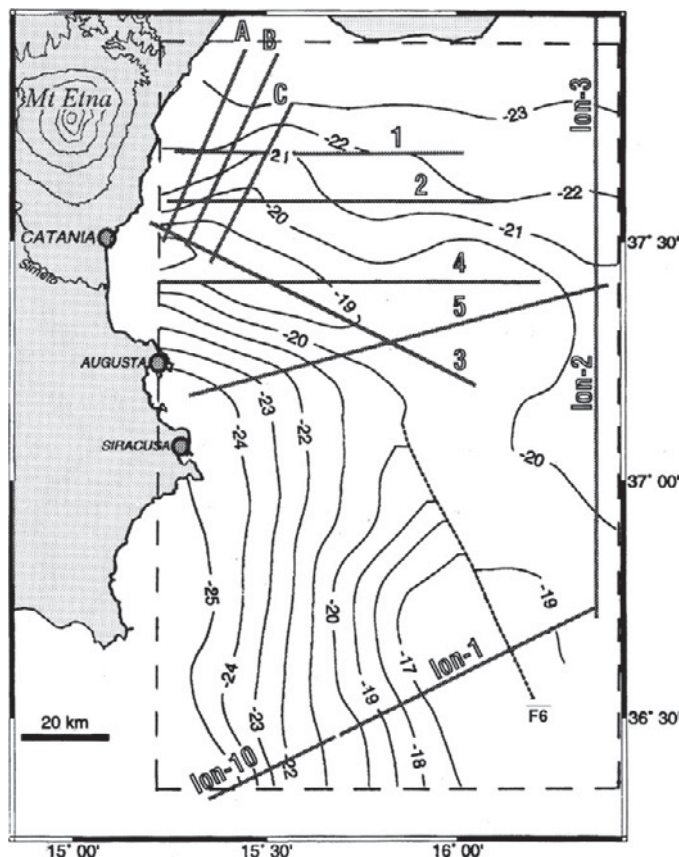 A
B
C
Mt Etna
Ion-3
-23
1
-22
-21
2
-22
-20
-21
CATANIA
Simeto
37° 30'
4
-19
5
-20
AUGUSTA
3
Ion-2
-23
-22
-24
SIRACUSA
-20
37° 00'
-25
-20
-19
-24
Ion-1
-17
-23
-19
20 km
F6
36° 30'
Ion-10
-22
-18
15° 00'
15° 30'
16° 00'